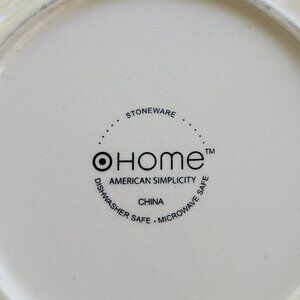 STONEWARE
HOME™
AMERICAN SIMPLICITY
CHINA
DISHWASHER SAFE • MICROWAVE SAFE